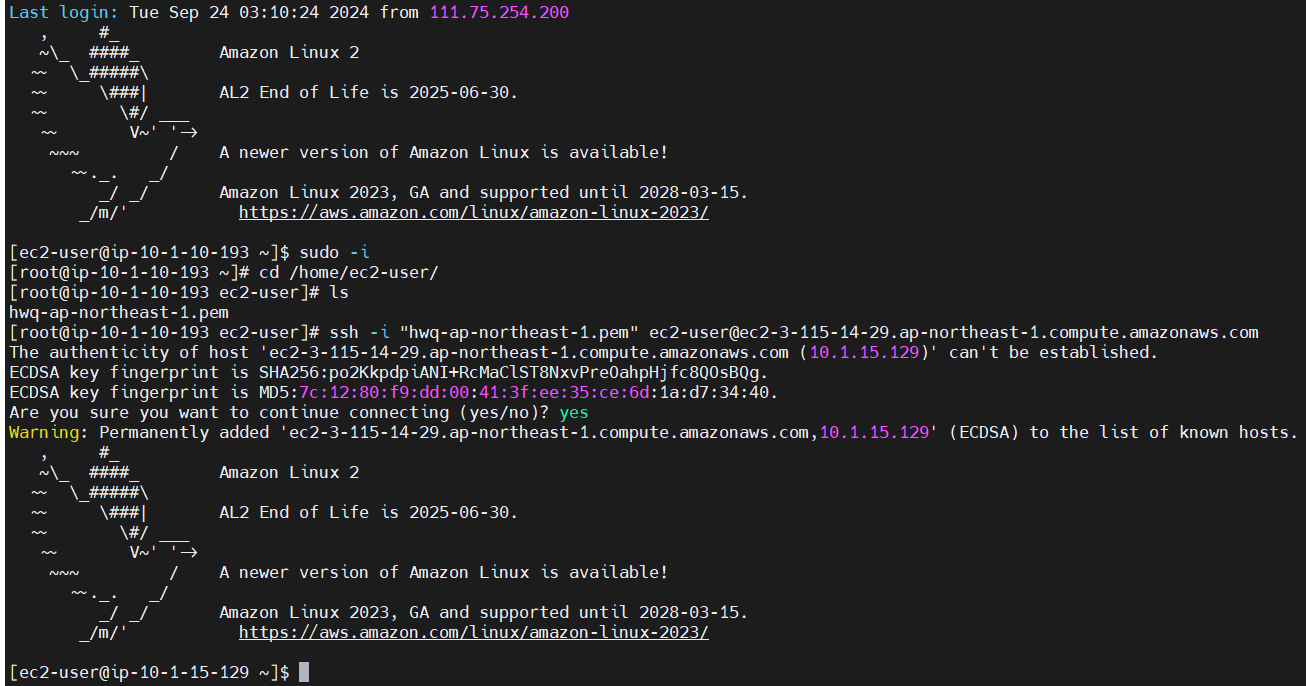 Last login: Tue Sep 24 03:10:24 2024 from 111.75.254.200
   ,     #_
   ~\_  ####_        Amazon Linux 2
  ~~  \_#####\
  ~~     \###|       AL2 End of Life is 2025-06-30.
  ~~       \#/ ___
   ~~       V~' '->
    ~~~         /    A newer version of Amazon Linux is available!
      ~~._.   _/
         _/ _/       Amazon Linux 2023, GA and supported until 2028-03-15.
       _/m/'           https://aws.amazon.com/linux/amazon-linux-2023/
[ec2-user@ip-10-1-10-193 ~]$ sudo -i
[root@ip-10-1-10-193 ~]# cd /home/ec2-user/
[root@ip-10-1-10-193 ec2-user]# ls
hwq-ap-northeast-1.pem
[root@ip-10-1-10-193 ec2-user]# ssh -i "hwq-ap-northeast-1.pem" ec2-user@ec2-3-115-14-29.ap-northeast-1.compute.amazonaws.com
The authenticity of host 'ec2-3-115-14-29.ap-northeast-1.compute.amazonaws.com (10.1.15.129)' can't be established.
ECDSA key fingerprint is SHA256:po2KkpdpiANI+RcMaClST8NxvPreOahpHjfc8QOsBQg.
ECDSA key fingerprint is MD5:7c:12:80:f9:dd:00:41:3f:ee:35:ce:6d:1a:d7:34:40.
Are you sure you want to continue connecting (yes/no)? yes
Warning: Permanently added 'ec2-3-115-14-29.ap-northeast-1.compute.amazonaws.com,10.1.15.129' (ECDSA) to the list of known hosts.
   ,     #_
   ~\_  ####_        Amazon Linux 2
  ~~  \_#####\
  ~~     \###|       AL2 End of Life is 2025-06-30.
  ~~       \#/ ___
   ~~       V~' '->
    ~~~         /    A newer version of Amazon Linux is available!
      ~~._.   _/
         _/ _/       Amazon Linux 2023, GA and supported until 2028-03-15.
       _/m/'           https://aws.amazon.com/linux/amazon-linux-2023/
[ec2-user@ip-10-1-15-129 ~]$